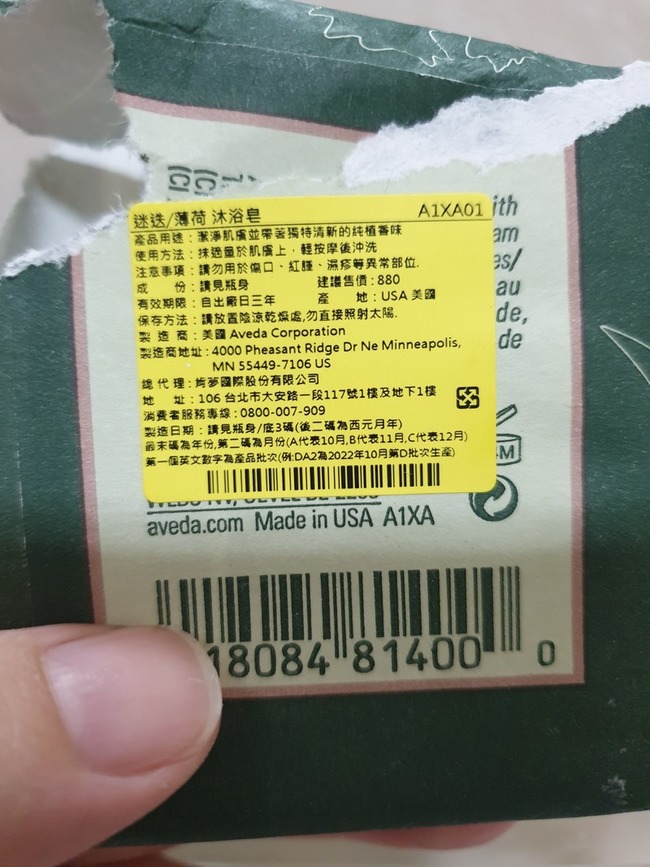 迷迭/薄荷 沐浴皂 A1XA01
產品用途：潔淨肌膚並帶著獨特清新的純植香味
使用方法：抹適量於肌膚上，輕按摩後沖洗
注意事項：請勿用於傷口、紅腫、濕疹等異常部位.
成 份：請見瓶身 建議售價：880
有效期限：自出廠日三年 產 地：USA 美國
保存方法：請放置陰涼乾燥處,勿直接照射太陽.
製 造 商：美國 Aveda Corporation
製造商地址：4000 Pheasant Ridge Dr Ne Minneapolis,
MN 55449-7106 US
總 代 理：肯夢國際股份有限公司
地 址：106 台北市大安路一段117號1樓及地下1樓
消費者服務專線：0800-007-909
製造日期：請見瓶身/底3碼(後二碼為西元月年)
最末碼為年份,第二碼為月份(A代表10月,B代表11月,C代表12月)
第一個英文數字為產品批次(例:DA2為2022年10月第D批次生產)
ith
am
es/
au
de,
de
M
aveda.com Made in USA A1XA
18084 81400 0